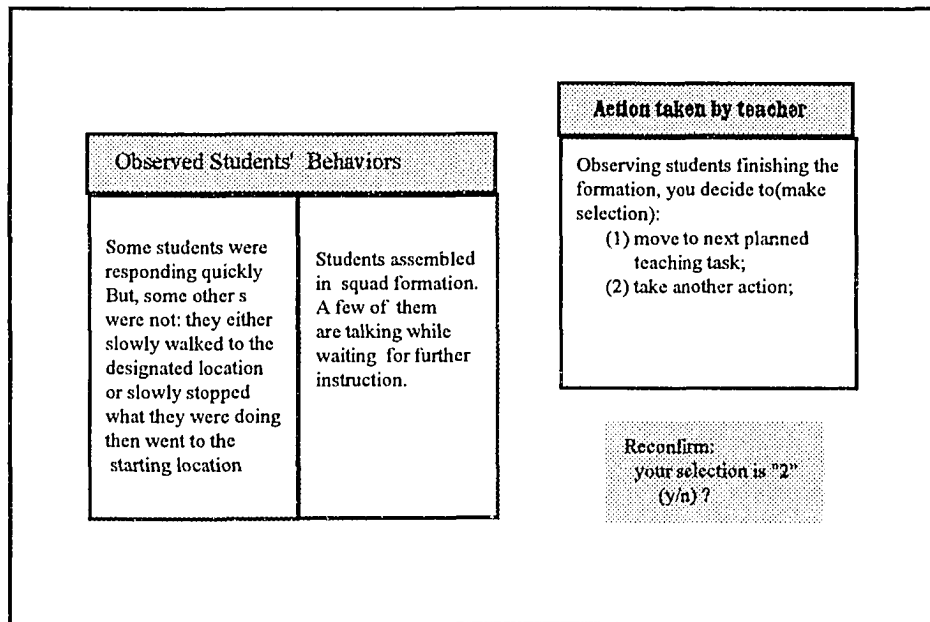 Observed Students' Behaviors
Some students were
responding quickly
But, some other s
were not: they either
slowly walked to the
designated location
or slowly stopped
what they were doing
then went to the
starting location
Students assembled
in squad formation.
A few of them
are talking while
waiting for further
instruction.
Action taken by teacher
Observing students finishing the
formation, you decide to(make
selection):
(1) move to next planned
teaching task;
(2) take another action;
Reconfirm:
your selection is "2"
(y/n) ?